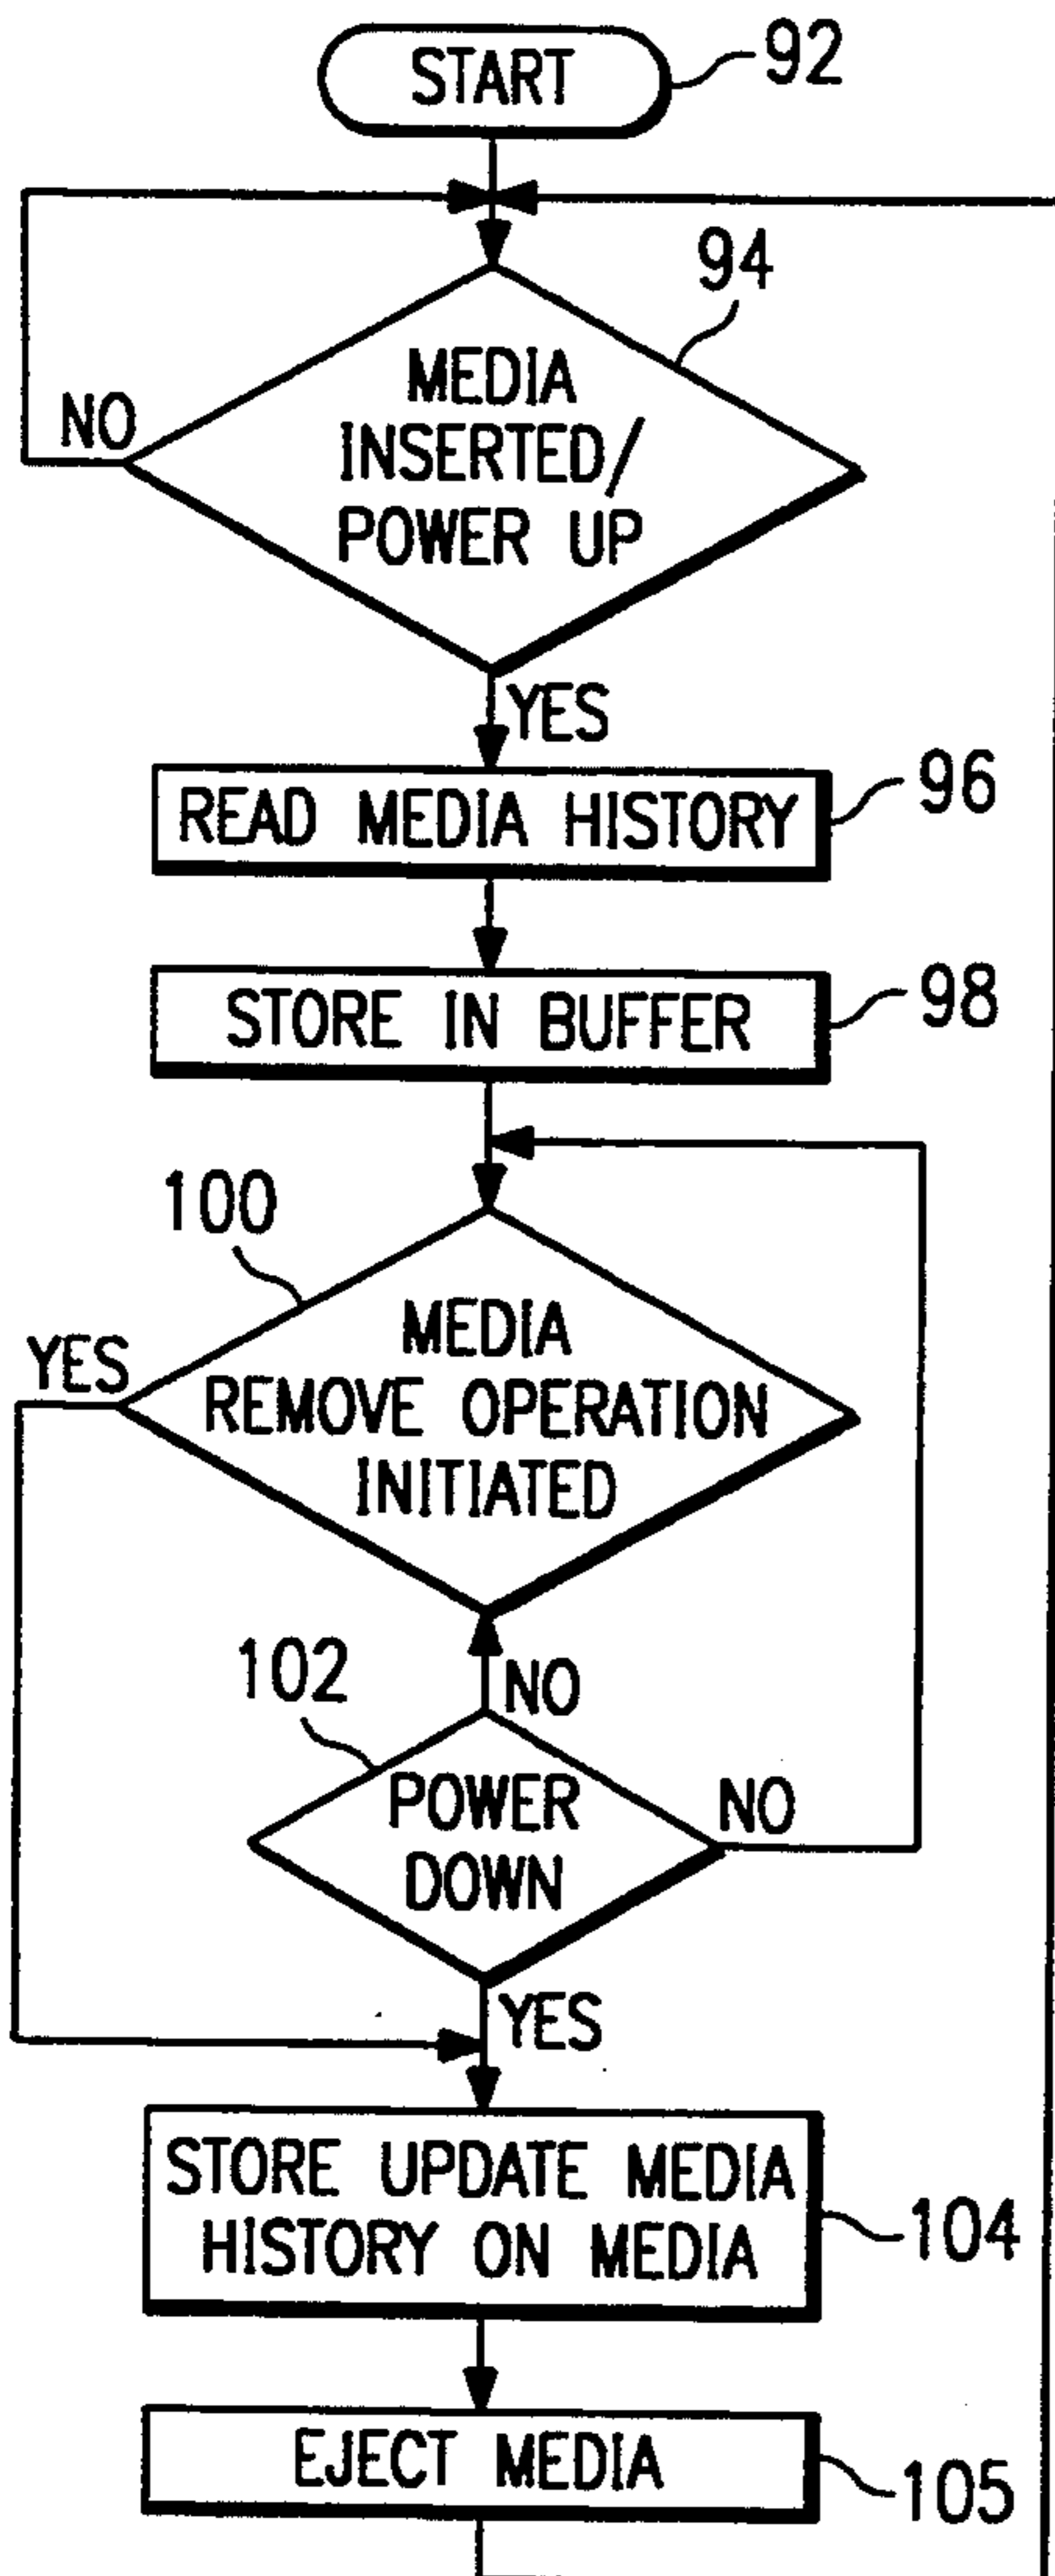 START
92
94
MEDIA
INSERTED/
POWER UP
NO
YES
READ MEDIA HISTORY
96
STORE IN BUFFER
98
100
YES
MEDIA
REMOVE OPERATION
INITIATED
102
NO
POWER
DOWN
NO
YES
STORE UPDATE MEDIA
HISTORY ON MEDIA
104
EJECT MEDIA
105